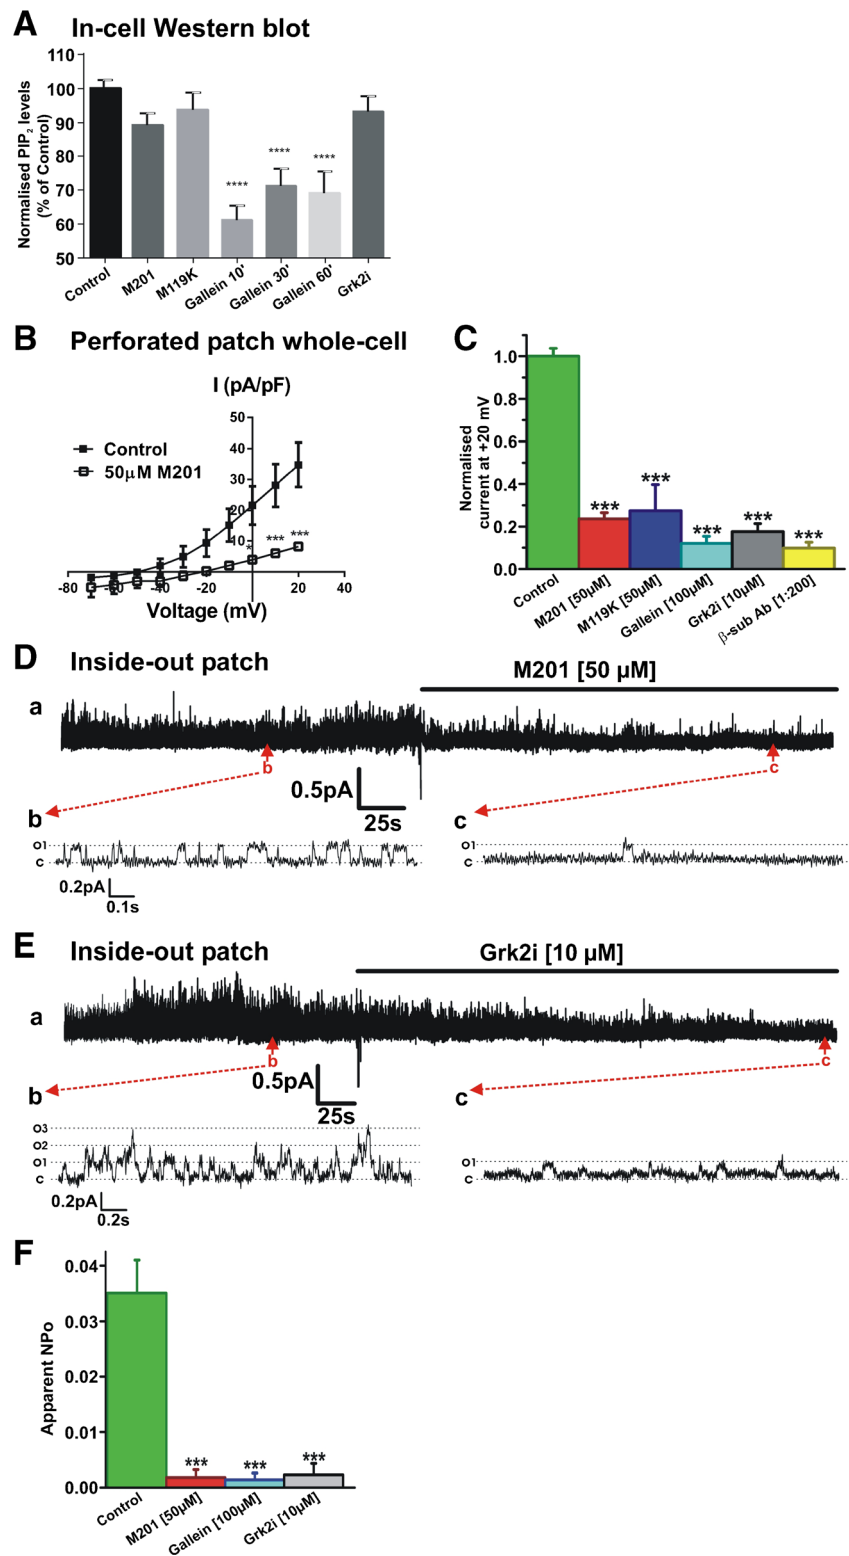 A In-cell Western blot
Normalised PIP2 levels
(% of Control)
110
100
90
80
70
60
50
****
****
****
Control
M201
M119K
Gallein 10'
Gallein 30'
Gallein 60'
Grk2i
B Perforated patch whole-cell
I (pA/pF)
50
40
30
20
10
Control
50µM M201
*
***
***
-80
-60
-40
-20
20
40
Voltage (mV)
C
Normalised
current at +20 mV
1.0
0.8
0.6
0.4
0.2
0.0
***
***
***
***
***
Control
M201 [50µM]
M119K [50µM]
Gallein [100µM]
Grk2i [10µM]
β-sub Ab [1:200]
D Inside-out patch
M201 [50 µM]
a
b
c
0.5pA
25s
b
O1
C
0.2pA
0.1s
c
O1
C
E Inside-out patch
Grk2i [10 µM]
a
b
c
0.5pA
25s
b
O3
O2
O1
C
0.2pA
0.2s
c
O1
C
F
Apparent NPo
0.04
0.03
0.02
0.01
0.00
***
***
***
Control
M201 [50µM]
Gallein [100µM]
Grk2i [10µM]